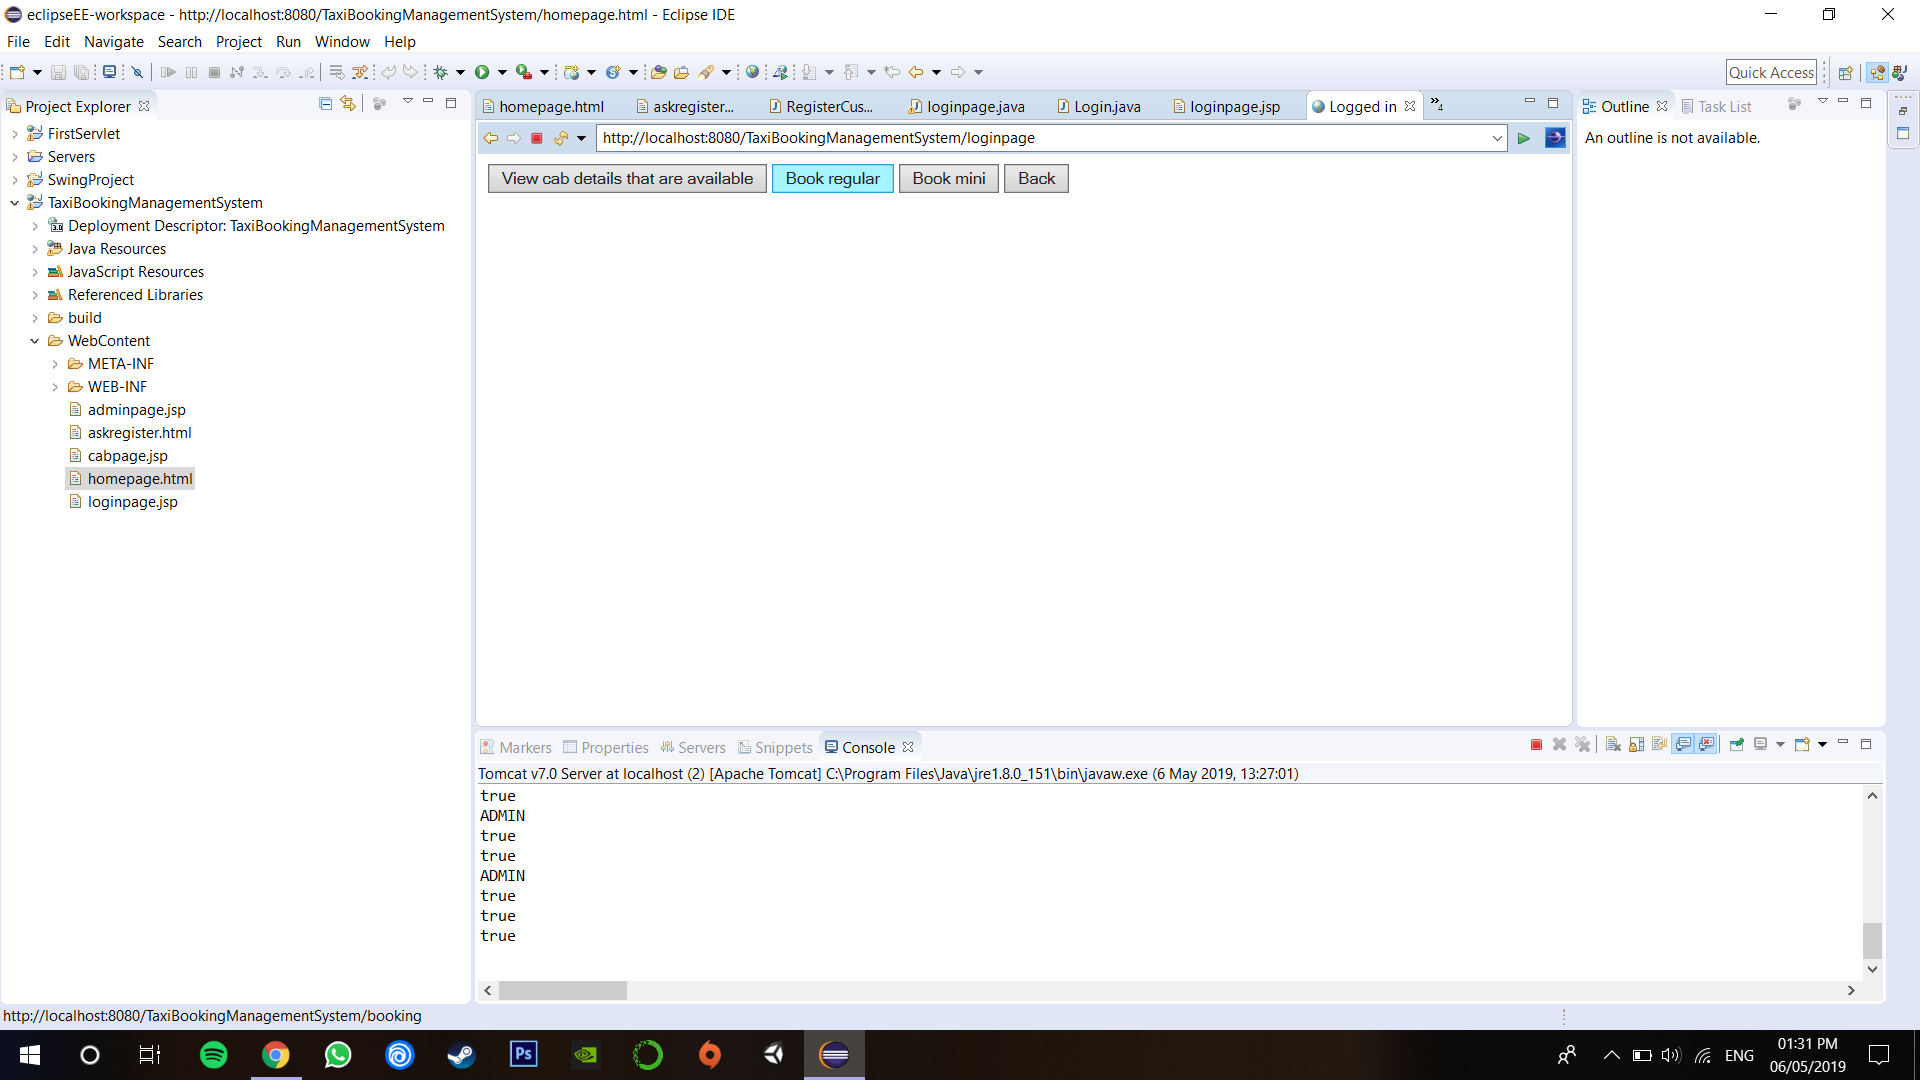 eclipseEE-workspace - http://localhost:8080/TaxiBookingManagementSystem/homepage.html - Eclipse IDE
File Edit Navigate Search Project Run Window Help
Quick Access
Project Explorer
FirstServlet
Servers
SwingProject
TaxiBookingManagementSystem
Deployment Descriptor: TaxiBookingManagementSystem
Java Resources
JavaScript Resources
Referenced Libraries
build
WebContent
META-INF
WEB-INF
adminpage.jsp
askregister.html
cabpage.jsp
homepage.html
loginpage.jsp
homepage.html askregister... RegisterCus... loginpage.java Login.java loginpage.jsp Logged in »4
http://localhost:8080/TaxiBookingManagementSystem/loginpage
View cab details that are available Book regular Book mini Back
Outline Task List
An outline is not available.
Markers Properties Servers Snippets Console
Tomcat v7.0 Server at localhost (2) [Apache Tomcat] C:\Program Files\Java\jre1.8.0_151\bin\javaw.exe (6 May 2019, 13:27:01)
true
ADMIN
true
true
ADMIN
true
true
true
http://localhost:8080/TaxiBookingManagementSystem/booking
Ps
ENG
01:31 PM
06/05/2019